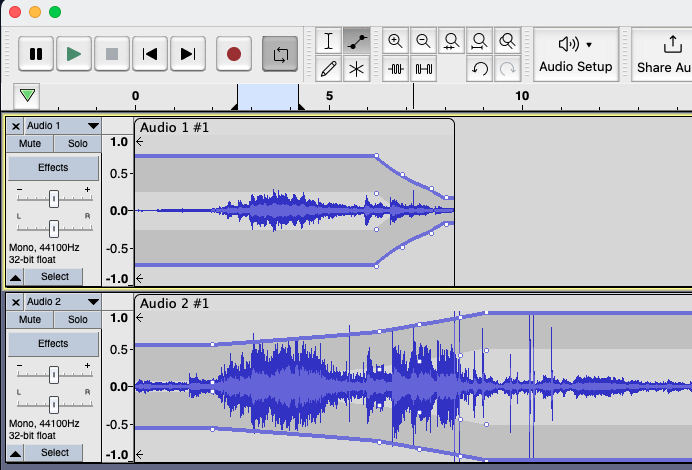 Audio Setup
Share Au
0 5 10
Audio 1
Mute Solo
Effects
- +
L R
Mono, 44100Hz
32-bit float
Select
1.0
0.5
0.0
-0.5
-1.0
Audio 1 #1
Audio 2
Mute Solo
Effects
- +
L R
Mono, 44100Hz
32-bit float
Select
1.0
0.5
0.0
-0.5
-1.0
Audio 2 #1